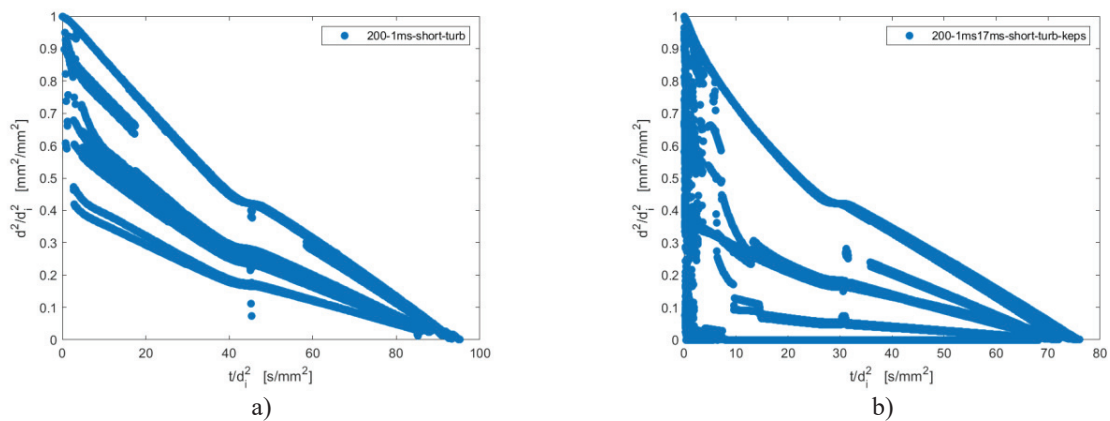 200-1ms-short-turb
1
0.9
0.8
0.7
0.6
0.5
0.4
0.3
0.2
0.1
0
d²/dᵢ² [mm²/mm²]
0 20 40 60 80 100
t/dᵢ² [s/mm²]
a)
200-1ms17ms-short-turb-keps
1
0.9
0.8
0.7
0.6
0.5
0.4
0.3
0.2
0.1
0
d²/dᵢ² [mm²/mm²]
0 10 20 30 40 50 60 70 80
t/dᵢ² [s/mm²]
b)